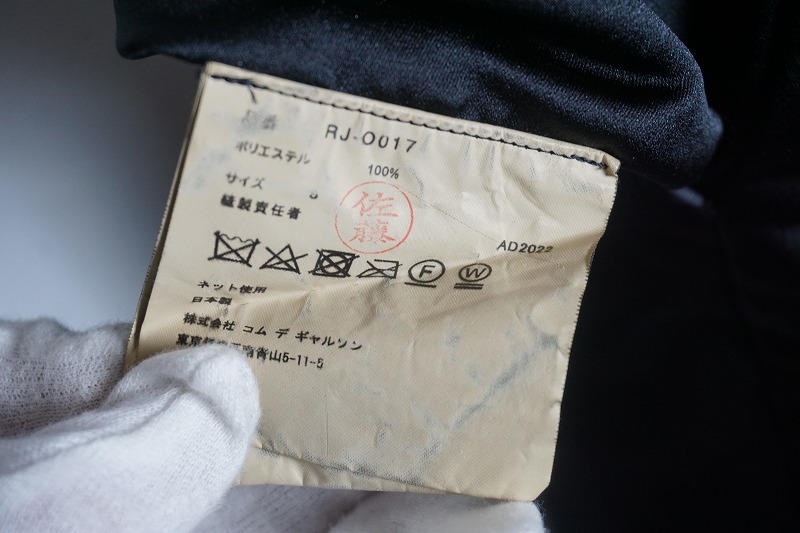 品番 RJ-O017
ポリエステル 100%
サイズ
縫製責任者 佐藤
AD2022
F W
ネット使用
日本製
株式会社 コム デ ギャルソン
南青山5-11-5